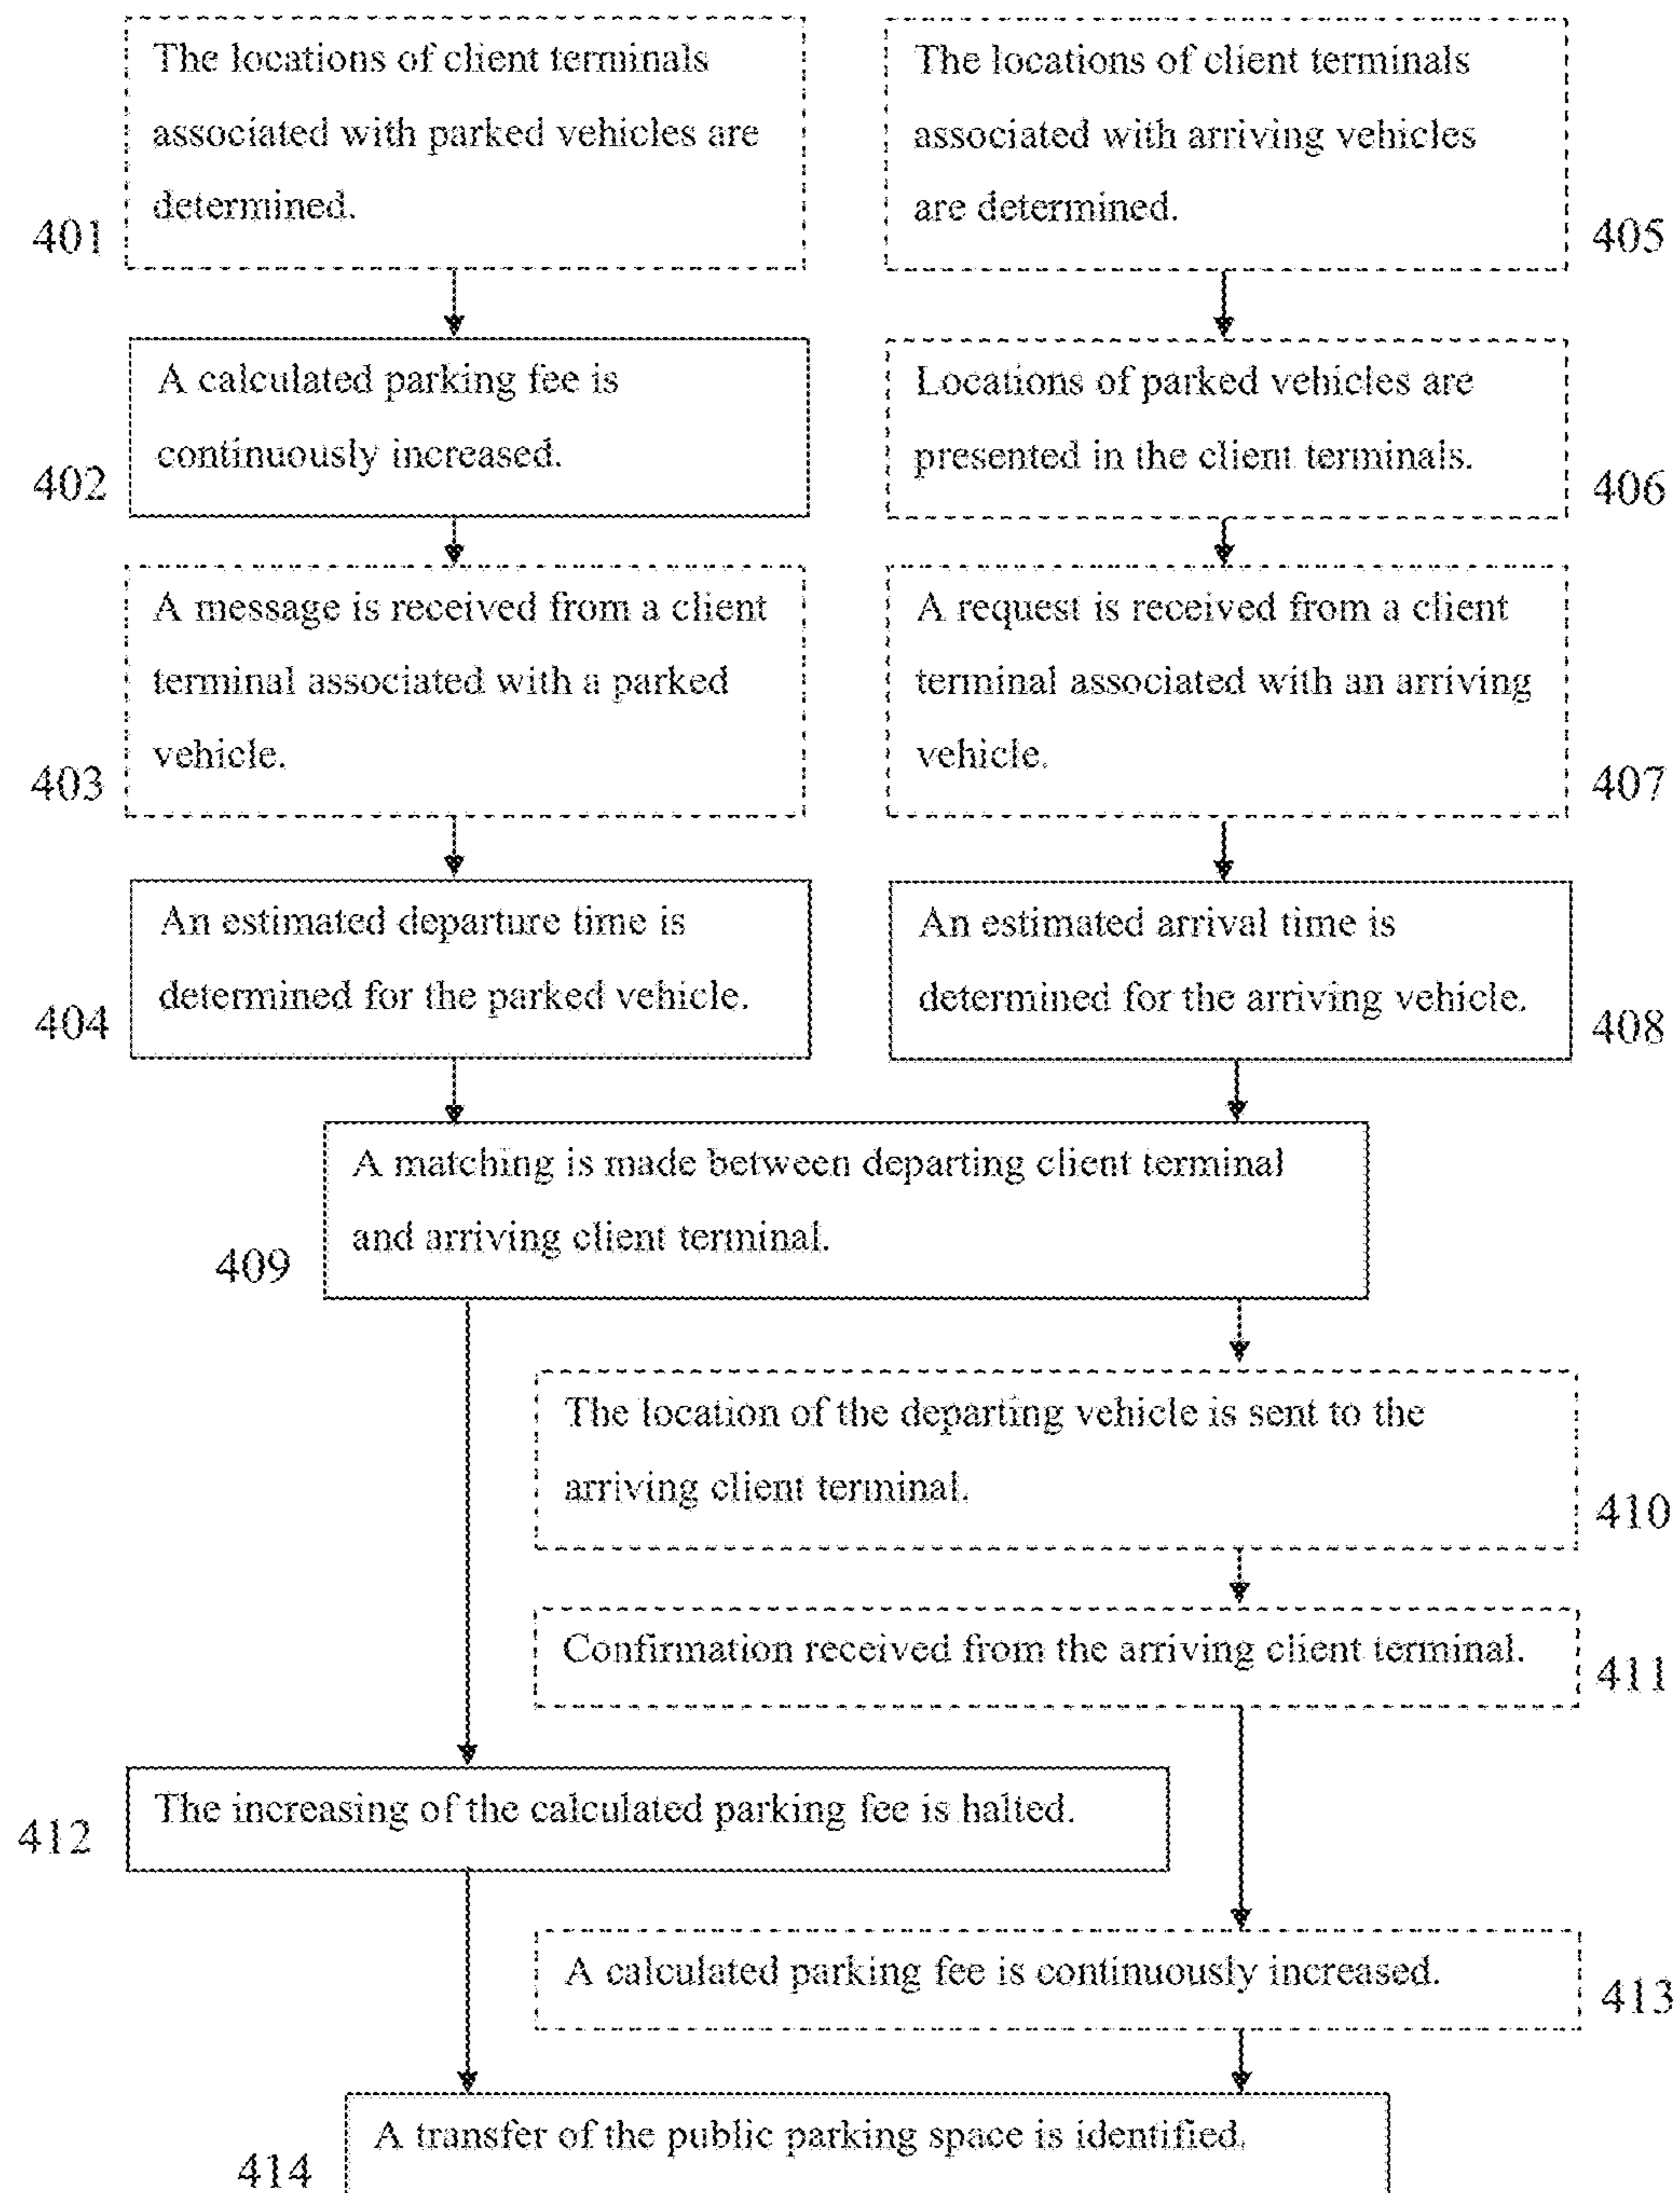 The locations of client terminals
associated with parked vehicles are
determined.
401
The locations of client terminals
associated with arriving vehicles
are determined.
405
A calculated parking fee is
continuously increased.
402
Locations of parked vehicles are
presented in the client terminals.
406
A message is received from a client
terminal associated with a parked
vehicle.
403
A request is received from a client
terminal associated with an arriving
vehicle.
407
An estimated departure time is
determined for the parked vehicle.
404
An estimated arrival time is
determined for the arriving vehicle.
408
A matching is made between departing client terminal
and arriving client terminal.
409
The location of the departing vehicle is sent to the
arriving client terminal.
410
Confirmation received from the arriving client terminal.
411
The increasing of the calculated parking fee is halted.
412
A calculated parking fee is continuously increased.
413
A transfer of the public parking space is identified.
414